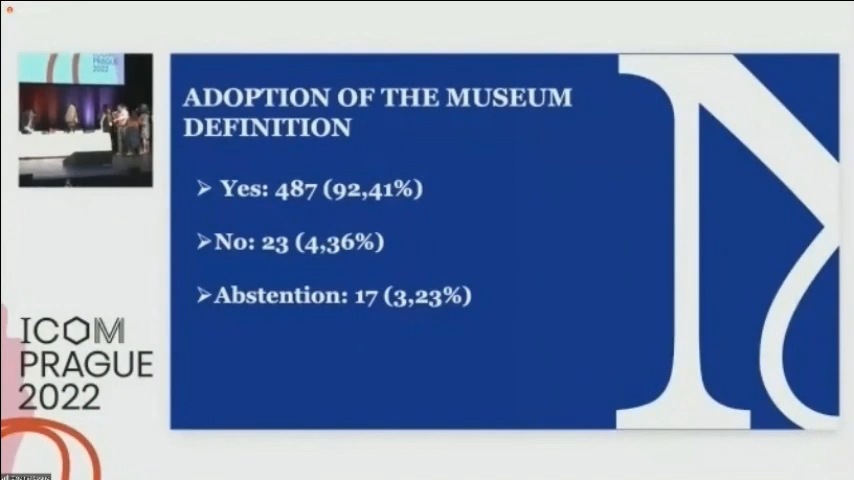 ADOPTION OF THE MUSEUM
DEFINITION
➢ Yes: 487 (92,41%)
➢No: 23 (4,36%)
➢Abstention: 17 (3,23%)
ICOM
PRAGUE
2022